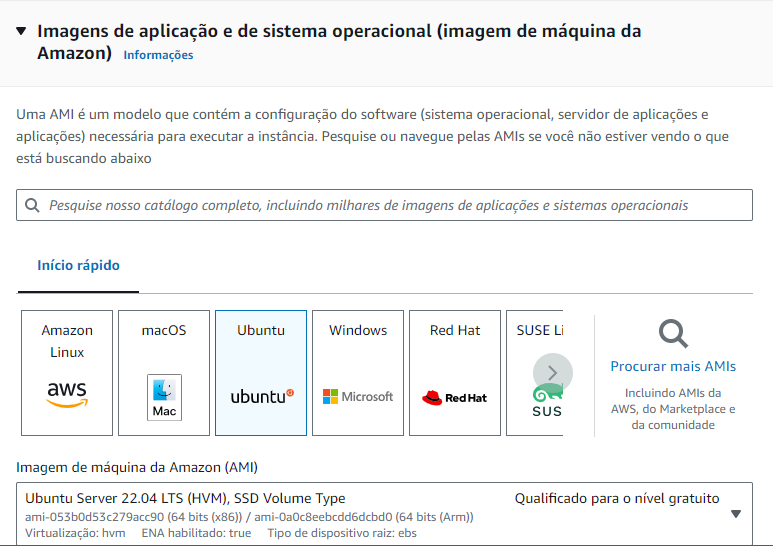 Imagens de aplicação e de sistema operacional (imagem de máquina da
Amazon) Informações
Uma AMI é um modelo que contém a configuração do software (sistema operacional, servidor de aplicações e
aplicações) necessária para executar a instância. Pesquise ou navegue pelas AMIs se você não estiver vendo o que
está buscando abaixo
Pesquise nosso catálogo completo, incluindo milhares de imagens de aplicações e sistemas operacionais
Início rápido
Amazon
Linux
aws
macOS
Mac
Ubuntu
ubuntu
Windows
Microsoft
Red Hat
Red Hat
SUSE Li
SUS
Procurar mais AMIs
Incluindo AMIs da
AWS, do Marketplace e
da comunidade
Imagem de máquina da Amazon (AMI)
Ubuntu Server 22.04 LTS (HVM), SSD Volume Type Qualificado para o nível gratuito
ami-053b0d53c279acc90 (64 bits (x86)) / ami-0a0c8eebcdd6dcbd0 (64 bits (Arm))
Virtualização: hvm ENA habilitado: true Tipo de dispositivo raiz: ebs